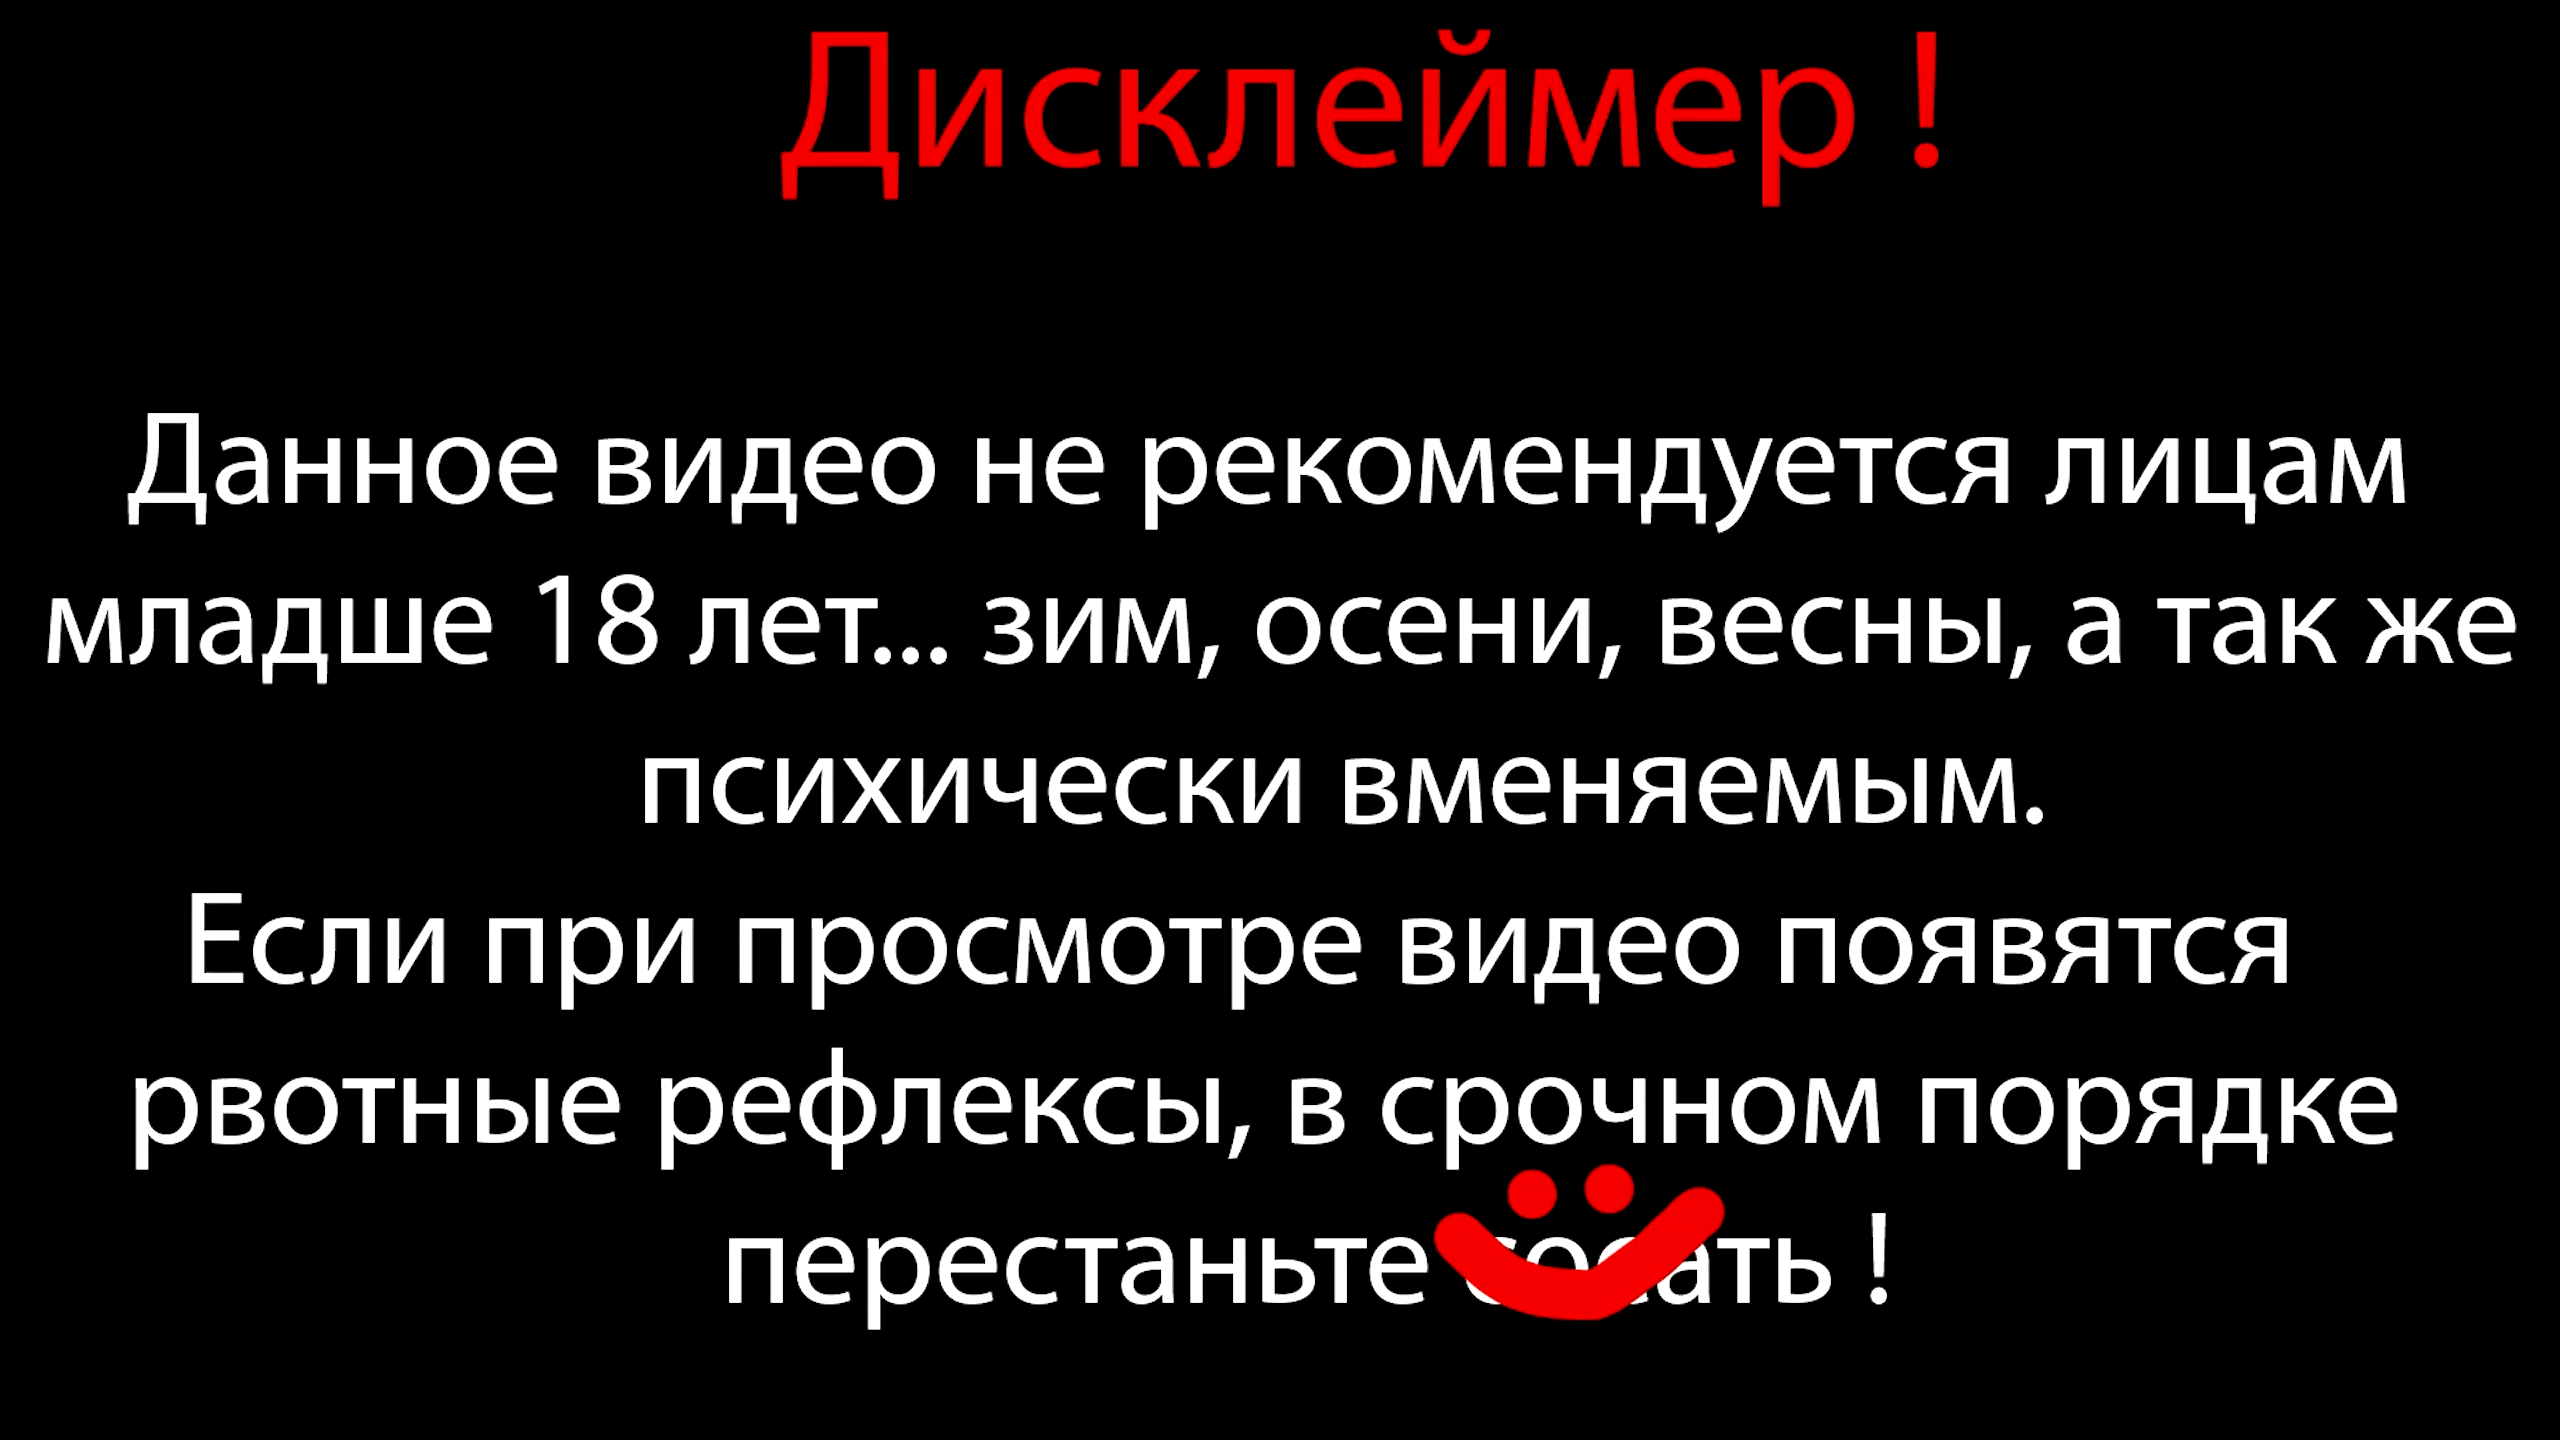 Дисклеймер !
Данное видео не рекомендуется лицам
младше 18 лет... зим, осени, весны, а так же
психически вменяемым.
Если при просмотре видео появятся
рвотные рефлексы, в срочном порядке
перестаньте сосать !